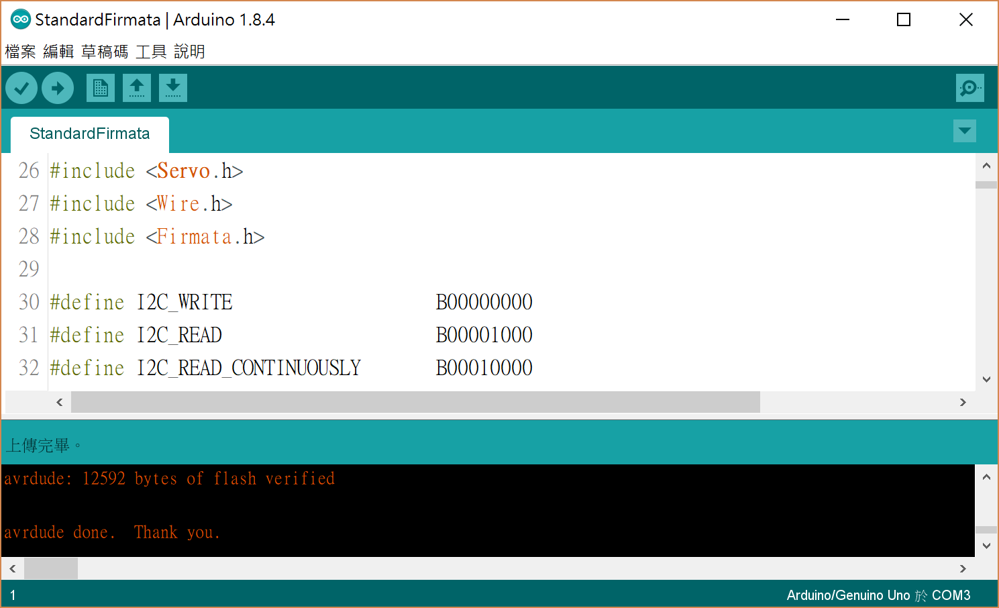 StandardFirmata | Arduino 1.8.4
檔案 編輯 草稿碼 工具 說明
StandardFirmata
26 #include <Servo.h>
27 #include <Wire.h>
28 #include <Firmata.h>
29
30 #define I2C_WRITE                   B00000000
31 #define I2C_READ                    B00001000
32 #define I2C_READ_CONTINUOUSLY       B00010000
上傳完畢。
avrdude: 12592 bytes of flash verified
avrdude done.  Thank you.
1 Arduino/Genuino Uno 於 COM3